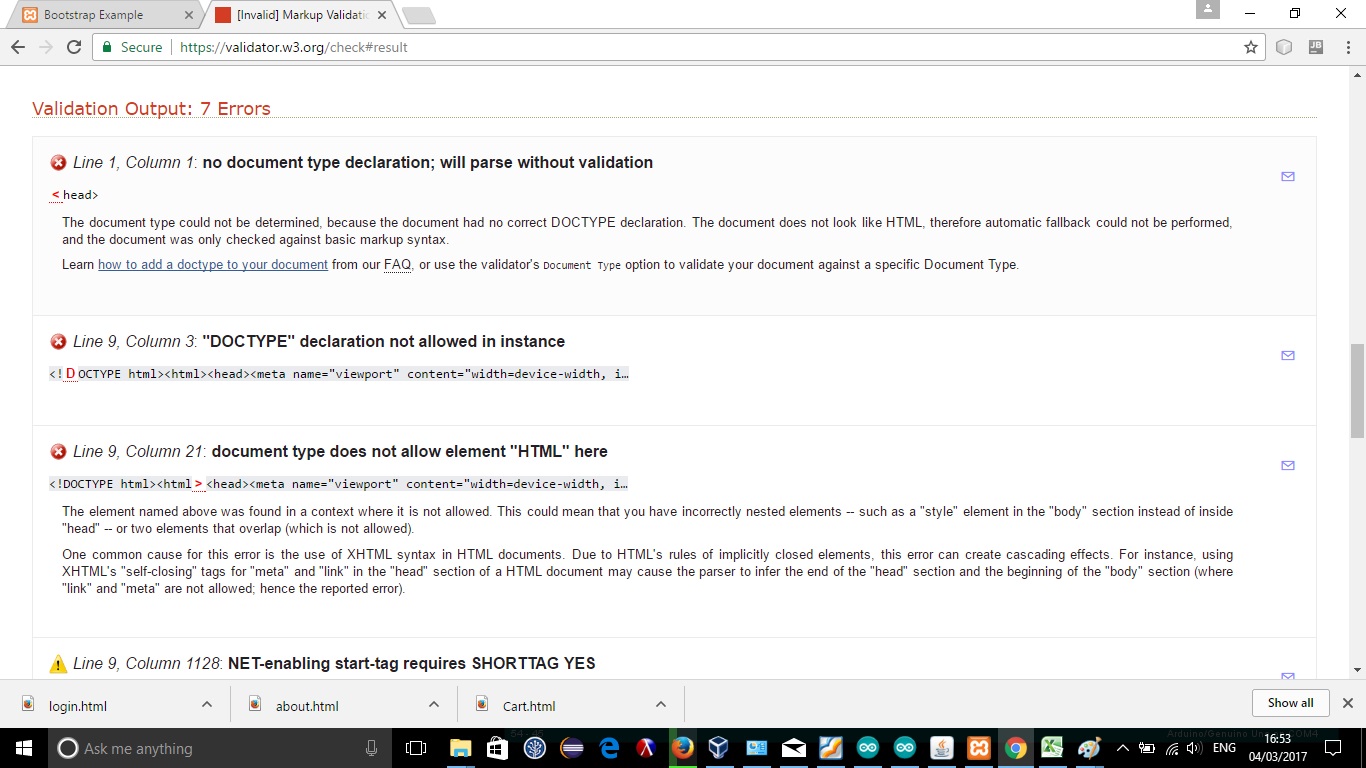 Bootstrap Example
[Invalid] Markup Validatio
Secure
https://validator.w3.org/check#result
JB
Validation Output: 7 Errors
Line 1, Column 1: no document type declaration; will parse without validation
<head>
The document type could not be determined, because the document had no correct DOCTYPE declaration. The document does not look like HTML, therefore automatic fallback could not be performed,
and the document was only checked against basic markup syntax.
Learn how to add a doctype to your document from our FAQ, or use the validator's Document Type option to validate your document against a specific Document Type.
Line 9, Column 3: "DOCTYPE" declaration not allowed in instance
<!DOCTYPE html><html><head><meta name="viewport" content="width=device-width, i…
Line 9, Column 21: document type does not allow element "HTML" here
<!DOCTYPE html><html><head><meta name="viewport" content="width=device-width, i…
The element named above was found in a context where it is not allowed. This could mean that you have incorrectly nested elements -- such as a "style" element in the "body" section instead of inside
"head" -- or two elements that overlap (which is not allowed).
One common cause for this error is the use of XHTML syntax in HTML documents. Due to HTML's rules of implicitly closed elements, this error can create cascading effects. For instance, using
XHTML's "self-closing" tags for "meta" and "link" in the "head" section of a HTML document may cause the parser to infer the end of the "head" section and the beginning of the "body" section (where
"link" and "meta" are not allowed; hence the reported error).
Line 9, Column 1128: NET-enabling start-tag requires SHORTTAG YES
login.html
about.html
Cart.html
Show all
Ask me anything
ENG
16:53
04/03/2017